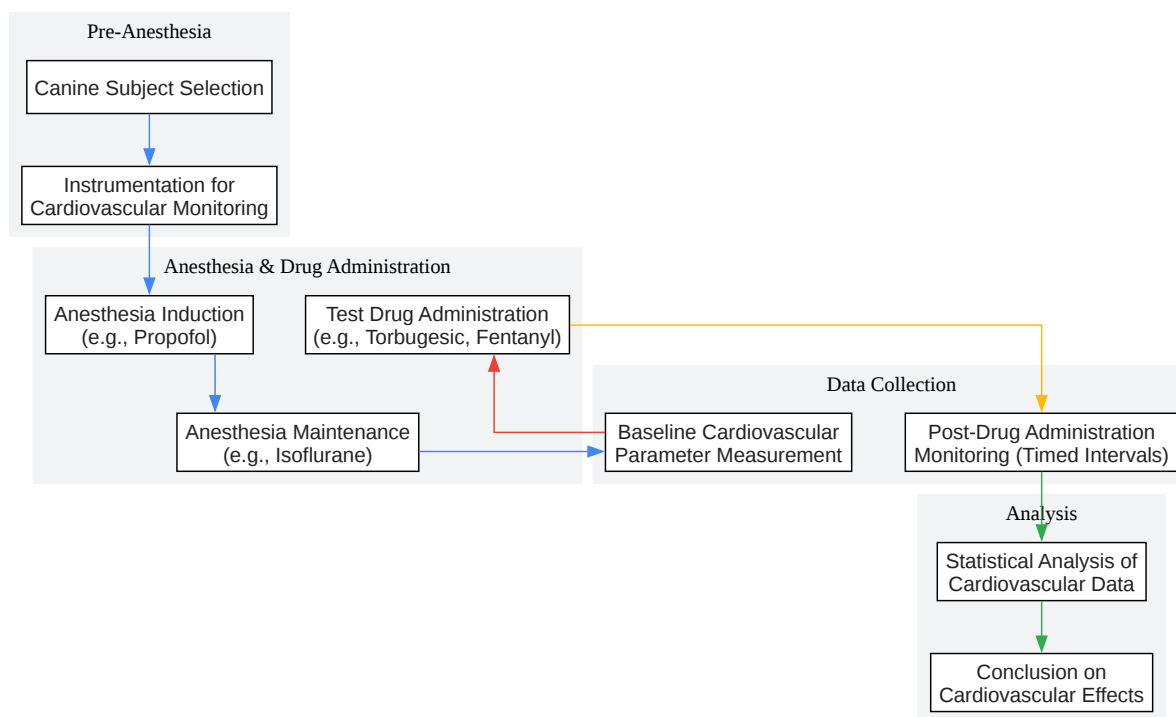 Pre-Anesthesia
Canine Subject Selection
Instrumentation for
Cardiovascular Monitoring
Anesthesia & Drug Administration
Anesthesia Induction
(e.g., Propofol)
Test Drug Administration
(e.g., Torbugesic, Fentanyl)
Anesthesia Maintenance
(e.g., Isoflurane)
Data Collection
Baseline Cardiovascular
Parameter Measurement
Post-Drug Administration
Monitoring (Timed Intervals)
Analysis
Statistical Analysis of
Cardiovascular Data
Conclusion on
Cardiovascular Effects